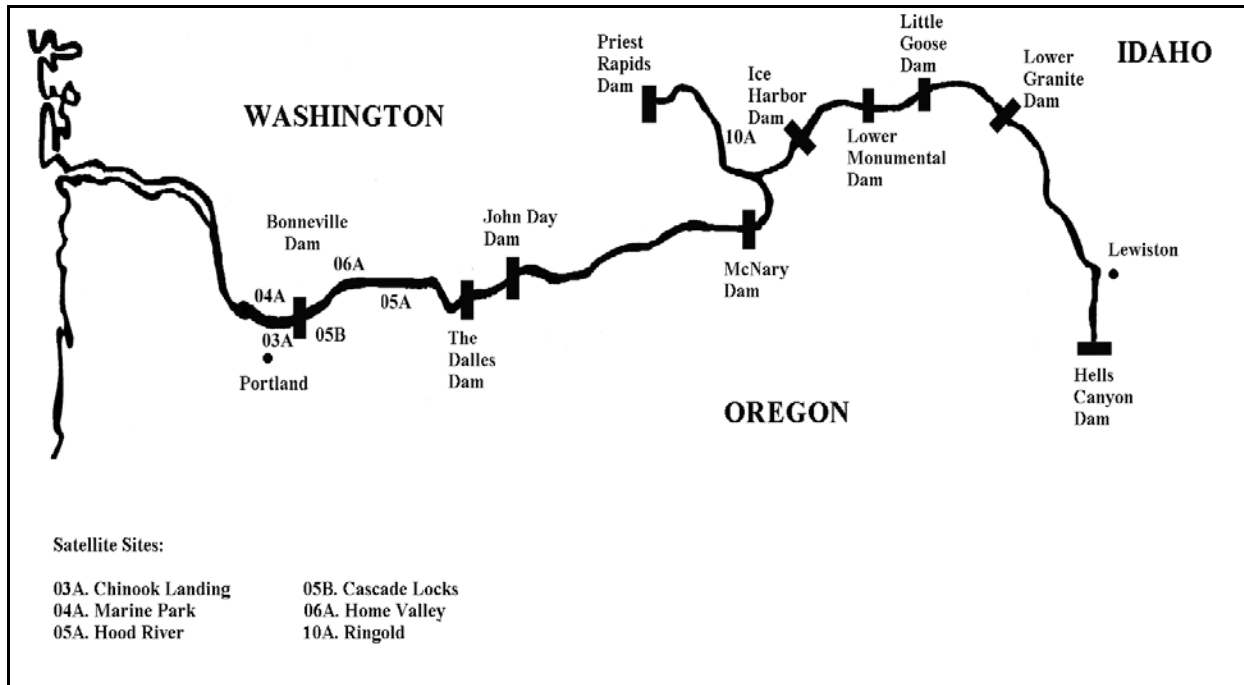 Priest
Rapids
Dam
WASHINGTON
Ice
Harbor
Dam
10A
Little
Goose
Dam
Lower
Monumental
Dam
IDAHO
Lower
Granite
Dam
Bonneville
Dam
06A
05A
04A
03A
05B
Portland
John Day
Dam
The
Dalles
Dam
McNary
Dam
Lewiston
Hells
Canyon
Dam
OREGON
Satellite Sites:
03A. Chinook Landing
04A. Marine Park
05A. Hood River
05B. Cascade Locks
06A. Home Valley
10A. Ringold